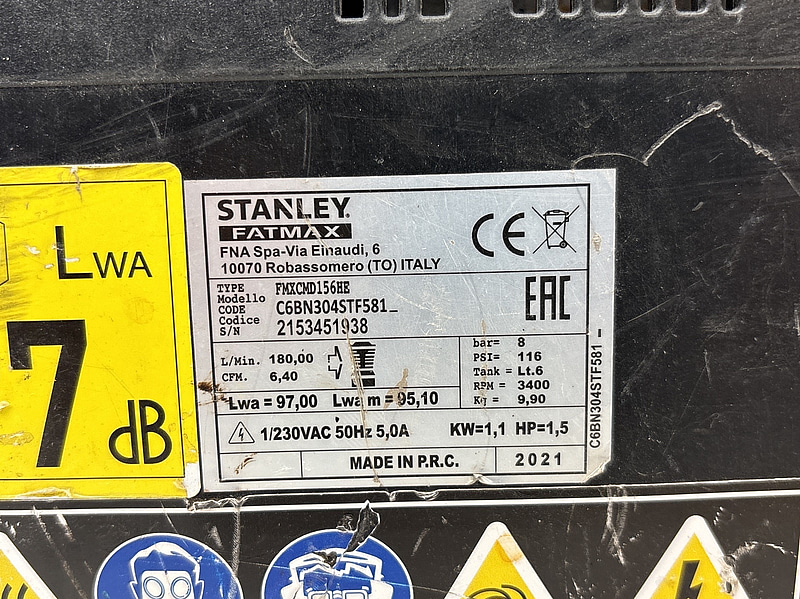 LWA
7 dB
STANLEY.
FATMAX
FNA Spa-Via Einaudi, 6
10070 Robassomero (TO) ITALY
CE
TYPE FMXCMD156HE
Modello
CODE C6BN304STF581_
Codice
S/N 2153451938
EAC
L/Min. 180,00
CFM. 6,40
bar= 8
PSI= 116
Tank = Lt.6
RPM = 3400
Kg = 9,90
Lwa = 97,00 Lwa m = 95,10
1/230VAC 50Hz 5,0A KW=1,1 HP=1,5
MADE IN P.R.C. 2021
C6BN304STF581_